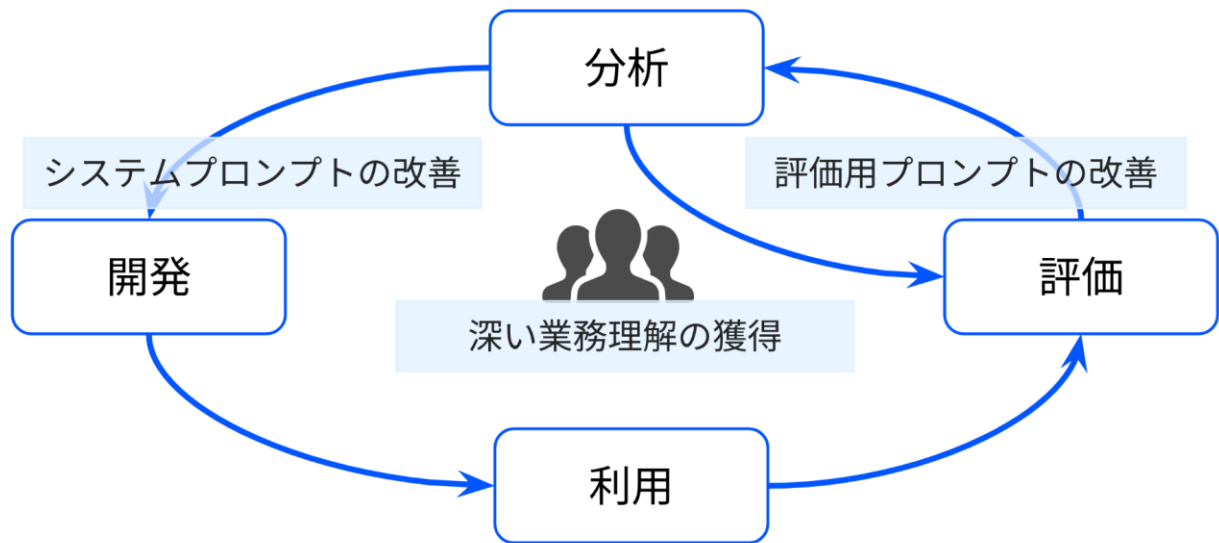 分析
システムプロンプトの改善
評価用プロンプトの改善
開発
評価
深い業務理解の獲得
利用